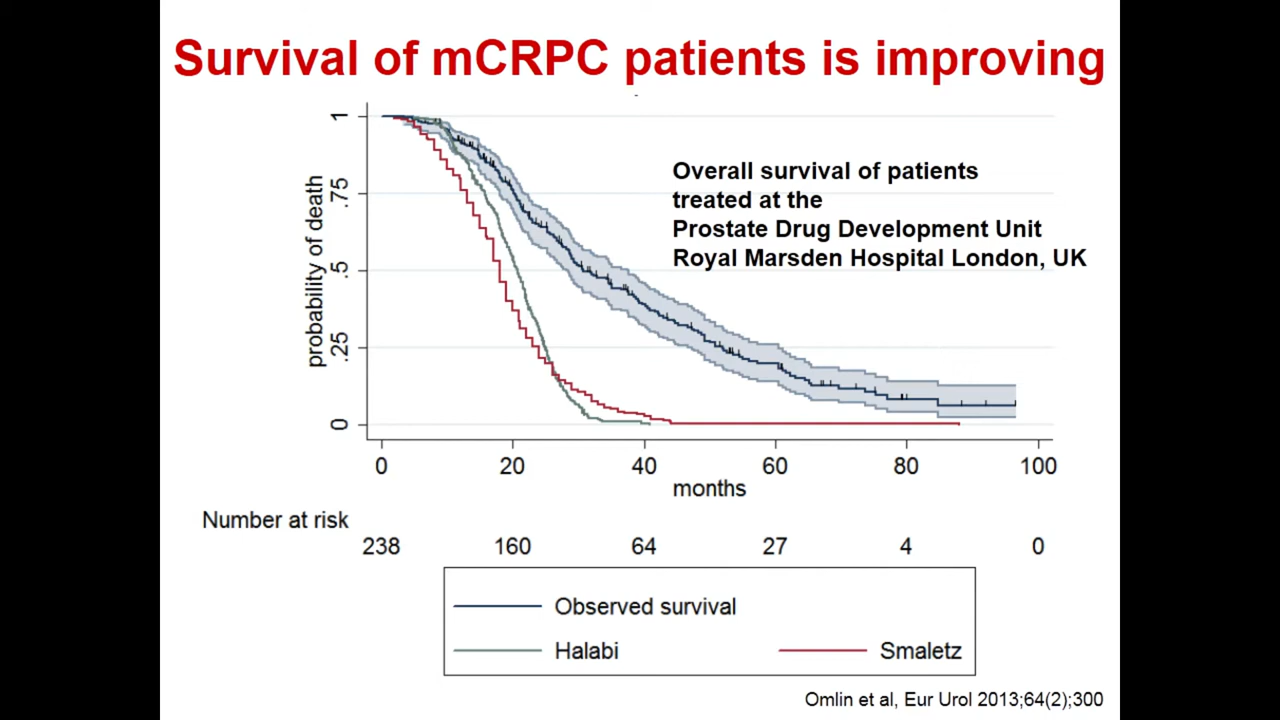 Survival of mCRPC patients is improving
Overall survival of patients
treated at the
Prostate Drug Development Unit
Royal Marsden Hospital London, UK
probability of death
1
.75
.5
.25
0
0 20 40 60 80 100
months
Number at risk
238 160 64 27 4 0
Observed survival
Halabi Smaletz
Omlin et al, Eur Urol 2013;64(2);300